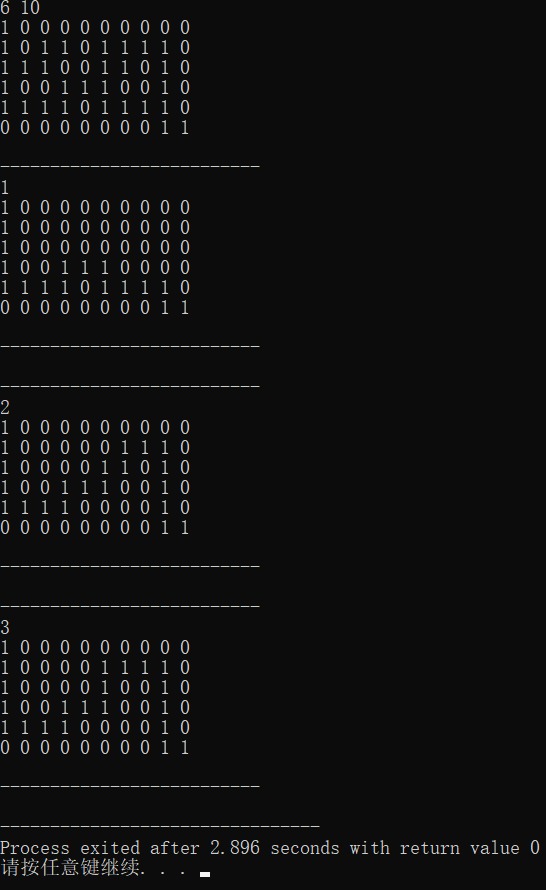 6 10
1 0 0 0 0 0 0 0 0 0
1 0 1 1 0 1 1 1 1 0
1 1 1 0 0 1 1 0 1 0
1 0 0 1 1 1 0 0 1 0
1 1 1 1 0 1 1 1 1 0
0 0 0 0 0 0 0 0 1 1
--------------------------
1
1 0 0 0 0 0 0 0 0 0
1 0 0 0 0 0 0 0 0 0
1 0 0 0 0 0 0 0 0 0
1 0 0 1 1 1 0 0 0 0
1 1 1 1 0 1 1 1 1 0
0 0 0 0 0 0 0 0 1 1
--------------------------
--------------------------
2
1 0 0 0 0 0 0 0 0 0
1 0 0 0 0 0 1 1 1 0
1 0 0 0 0 1 1 0 1 0
1 0 0 1 1 1 0 0 1 0
1 1 1 1 0 0 0 0 1 0
0 0 0 0 0 0 0 0 1 1
--------------------------
--------------------------
3
1 0 0 0 0 0 0 0 0 0
1 0 0 0 0 1 1 1 1 0
1 0 0 0 0 1 0 0 1 0
1 0 0 1 1 1 0 0 1 0
1 1 1 1 0 0 0 0 1 0
0 0 0 0 0 0 0 0 1 1
--------------------------
--------------------------------
Process exited after 2.896 seconds with return value 0
请按任意键继续. . .